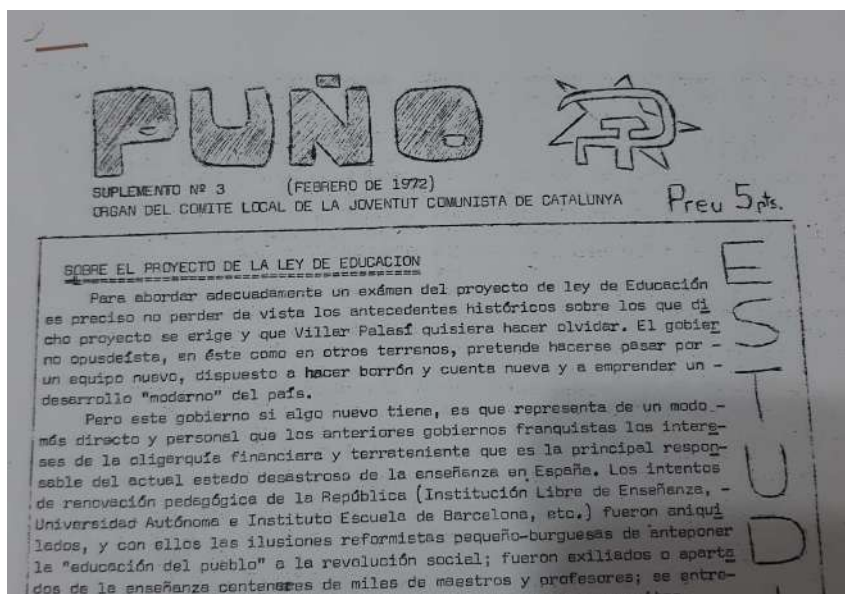 PUÑO
SUPLEMENTO Nº 3 (FEBRERO DE 1972)
ORGAN DEL COMITE LOCAL DE LA JOVENTUT COMUNISTA DE CATALUNYA
Preu 5 pts.
SOBRE EL PROYECTO DE LA LEY DE EDUCACION
Para abordar adecuadamente un exámen del proyecto de ley de Educación
es preciso no perder de vista los antecedentes históricos sobre los que di
cho proyecto se erige y que Villar Palasí quisiera hacer olvidar. El gobier
no opusdeísta, en éste como en otros terrenos, pretende hacerse pasar por -
un equipo nuevo, dispuesto a hacer borrón y cuenta nueva y a emprender un -
desarrollo "moderno" del país.
Pero este gobierno si algo nuevo tiene, es que representa de un modo -
más directo y personal que los anteriores gobiernos franquistas los intere-
ses de la oligarquía financiera y terrateniente que es la principal respon-
sable del actual estado desastroso de la enseñanza en España. Los intentos
de renovación pedagógica de la República (Institución Libre de Enseñanza, -
Universidad Autónoma e Instituto Escuela de Barcelona, etc.) fueron aniqui
lados, y con ellos las ilusiones reformistas pequeño-burguesas de anteponer
la "educación del pueblo" a la revolución social; fueron exiliados o aparta
dos de la enseñanza centenares de miles de maestros y profesores; se entro-
ESTUD